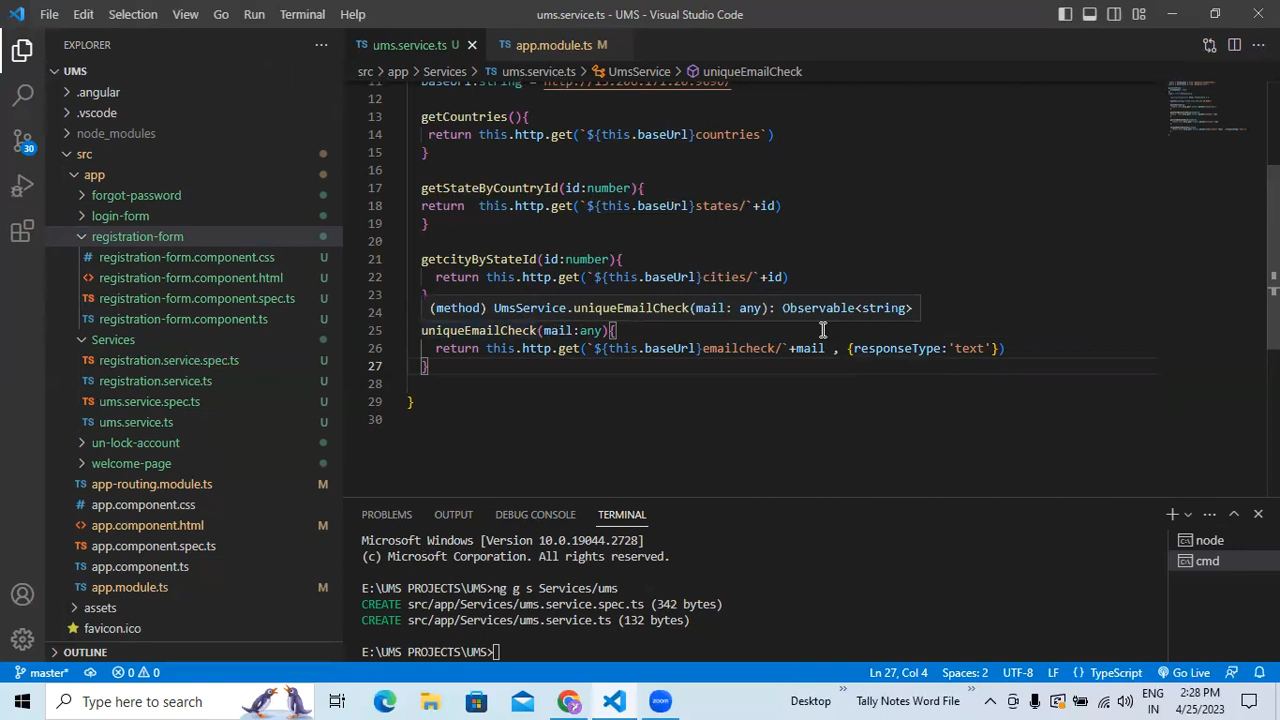 File Edit Selection View Go Run Terminal Help
ums.service.ts - UMS - Visual Studio Code
EXPLORER
UMS
.angular
.vscode
node_modules
src
app
forgot-password
login-form
registration-form
registration-form.component.css U
registration-form.component.html U
registration-form.component.spec.ts U
registration-form.component.ts U
Services
registration.service.spec.ts U
registration.service.ts U
ums.service.spec.ts U
ums.service.ts U
un-lock-account
welcome-page
app-routing.module.ts M
app.component.css
app.component.html M
app.component.spec.ts
app.component.ts
app.module.ts M
assets
favicon.ico
OUTLINE
30
ums.service.ts U
app.module.ts M
src > app > Services > ums.service.ts > UmsService > uniqueEmailCheck
12
13 getCountries(){
14 return this.http.get(`${this.baseUrl}countries`)
15 }
16
17 getStateByCountryId(id:number){
18 return this.http.get(`${this.baseUrl}states/`+id)
19 }
20
21 getcityByStateId(id:number){
22 return this.http.get(`${this.baseUrl}cities/`+id)
23
24 (method) UmsService.uniqueEmailCheck(mail: any): Observable<string>
25 uniqueEmailCheck(mail:any){
26 return this.http.get(`${this.baseUrl}emailcheck/`+mail , {responseType:'text'})
27 }
28
29 }
30
PROBLEMS OUTPUT DEBUG CONSOLE TERMINAL
Microsoft Windows [Version 10.0.19044.2728]
(c) Microsoft Corporation. All rights reserved.
E:\UMS PROJECTS\UMS>ng g s Services/ums
CREATE src/app/Services/ums.service.spec.ts (342 bytes)
CREATE src/app/Services/ums.service.ts (132 bytes)
E:\UMS PROJECTS\UMS>
node
cmd
master* 0 0 Ln 27, Col 4 Spaces: 2 UTF-8 LF { } TypeScript Go Live
Type here to search
zoom
Desktop
Tally Notes Word File
ENG
IN
2:28 PM
4/25/2023